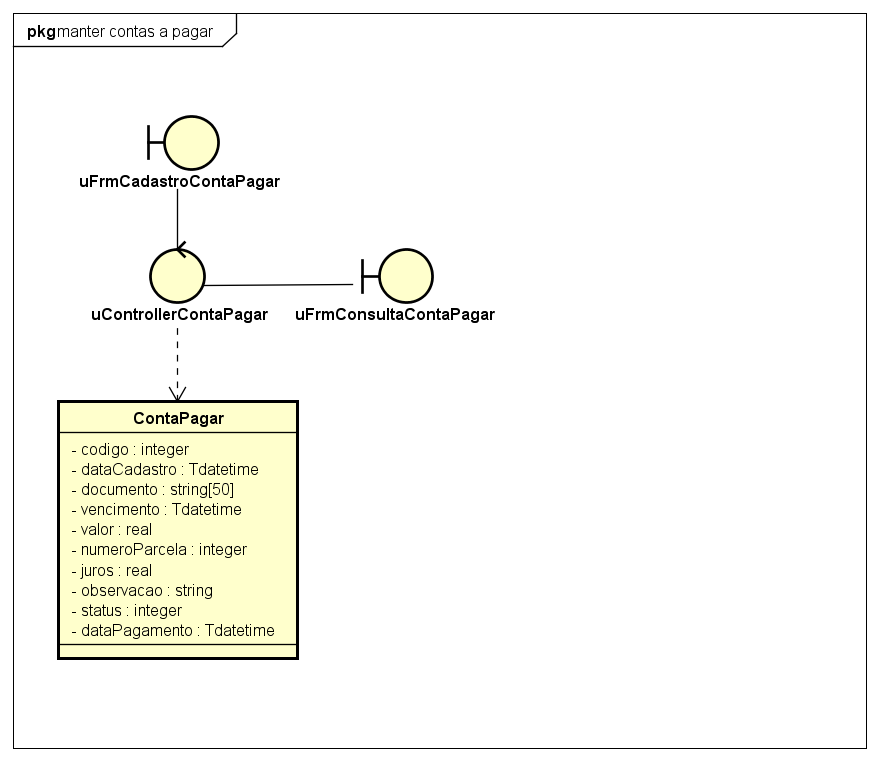 pkg manter contas a pagar
uFrmCadastroContaPagar
uControllerContaPagar
uFrmConsultaContaPagar
ContaPagar
- codigo : integer
- dataCadastro : Tdatetime
- documento : string[50]
- vencimento : Tdatetime
- valor : real
- numeroParcela : integer
- juros : real
- observacao : string
- status : integer
- dataPagamento : Tdatetime